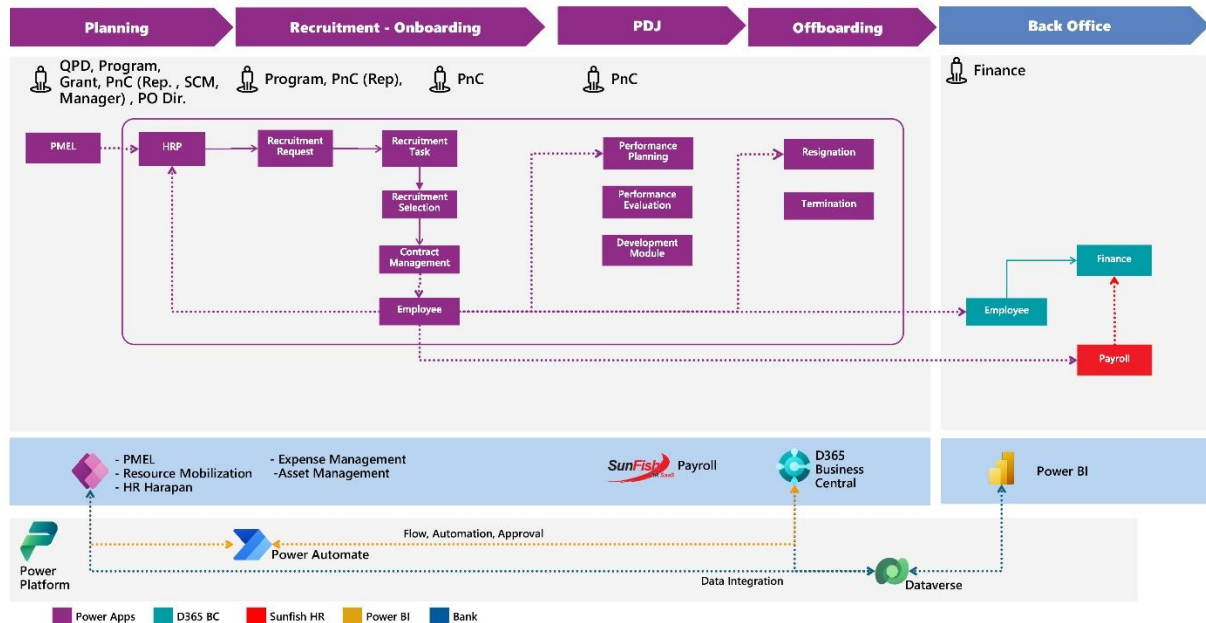 Planning
Recruitment - Onboarding
PDJ
Offboarding
Back Office
QPD, Program,
Grant, PnC (Rep. , SCM,
Manager) , PO Dir.
Program, PnC (Rep),
PnC
PnC
Finance
PMEL
HRP
Recruitment
Request
Recruitment
Task
Recruitment
Selection
Contract
Management
Employee
Performance
Planning
Performance
Evaluation
Development
Module
Resignation
Termination
Finance
Employee
Payroll
- PMEL
- Resource Mobilization
- HR Harapan
- Expense Management
-Asset Management
SunFish
HR SaaS
Payroll
D365
Business
Central
Power BI
Power
Platform
Power Automate
Flow, Automation, Approval
Data Integration
Dataverse
Power Apps
D365 BC
Sunfish HR
Power BI
Bank